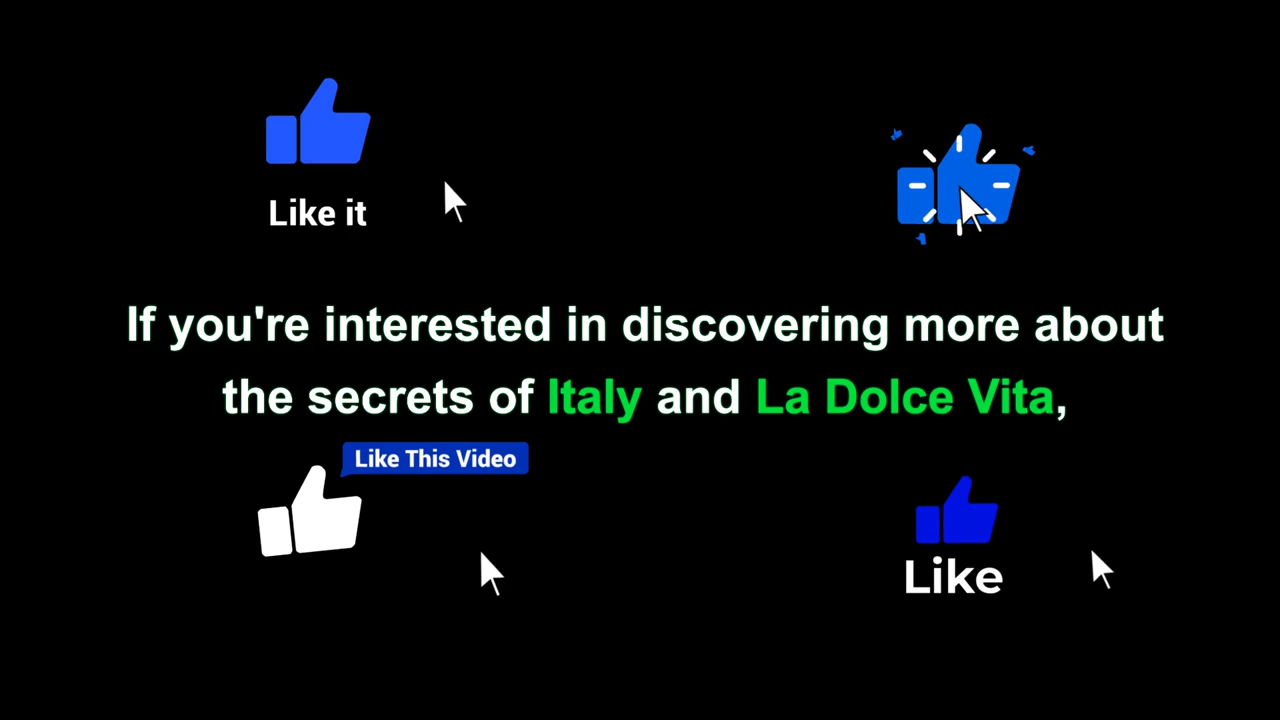 Like it
If you're interested in discovering more about
the secrets of Italy and La Dolce Vita,
Like This Video
Like